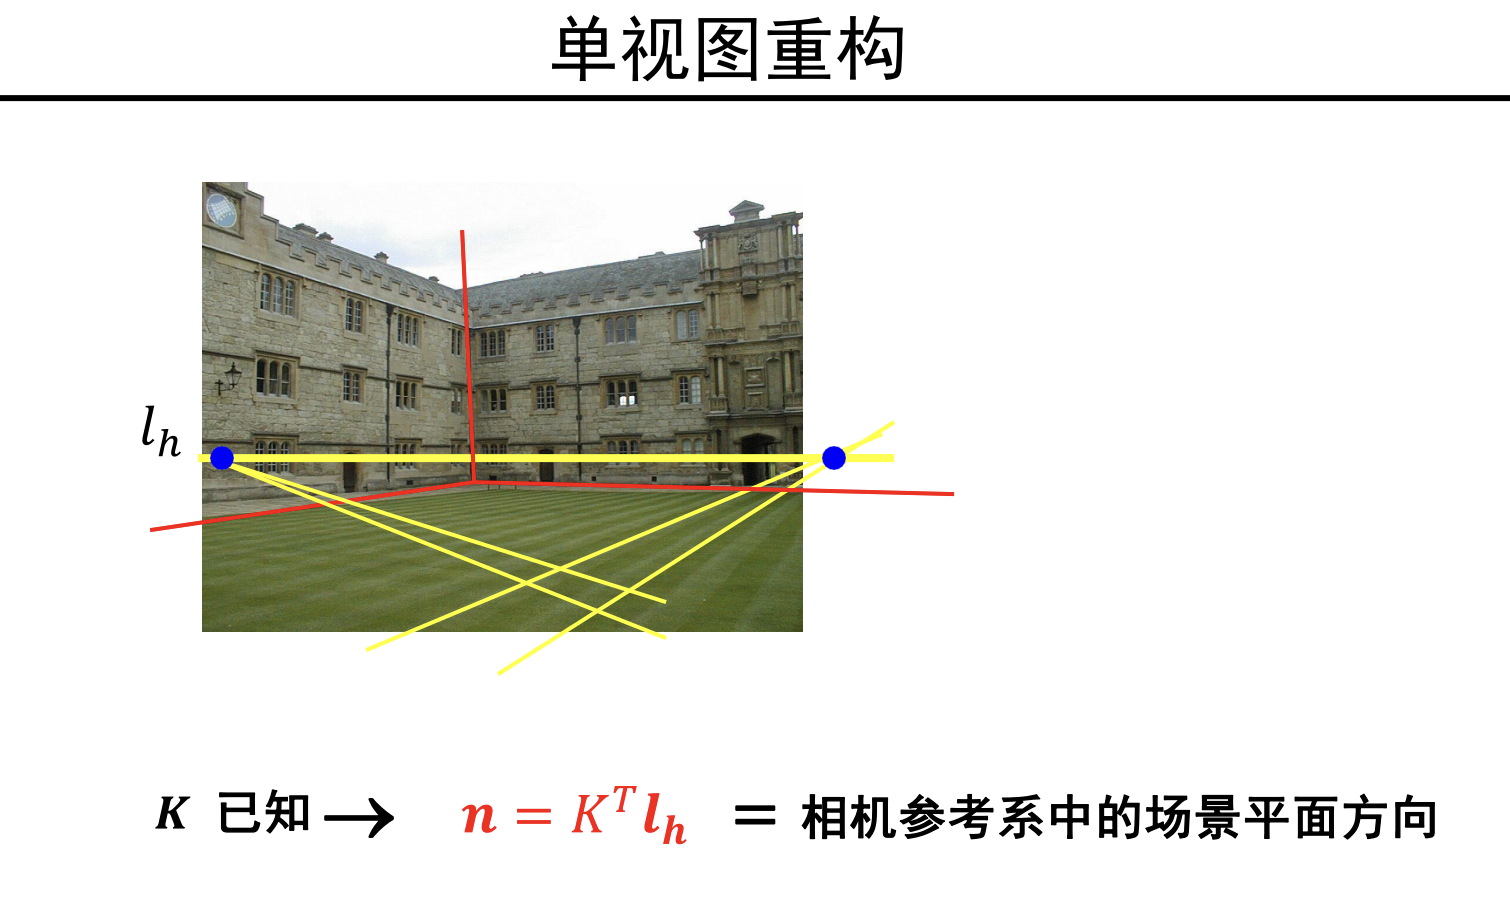 单视图重构
l_h
K 已知 → n = K^T l_h = 相机参考系中的场景平面方向